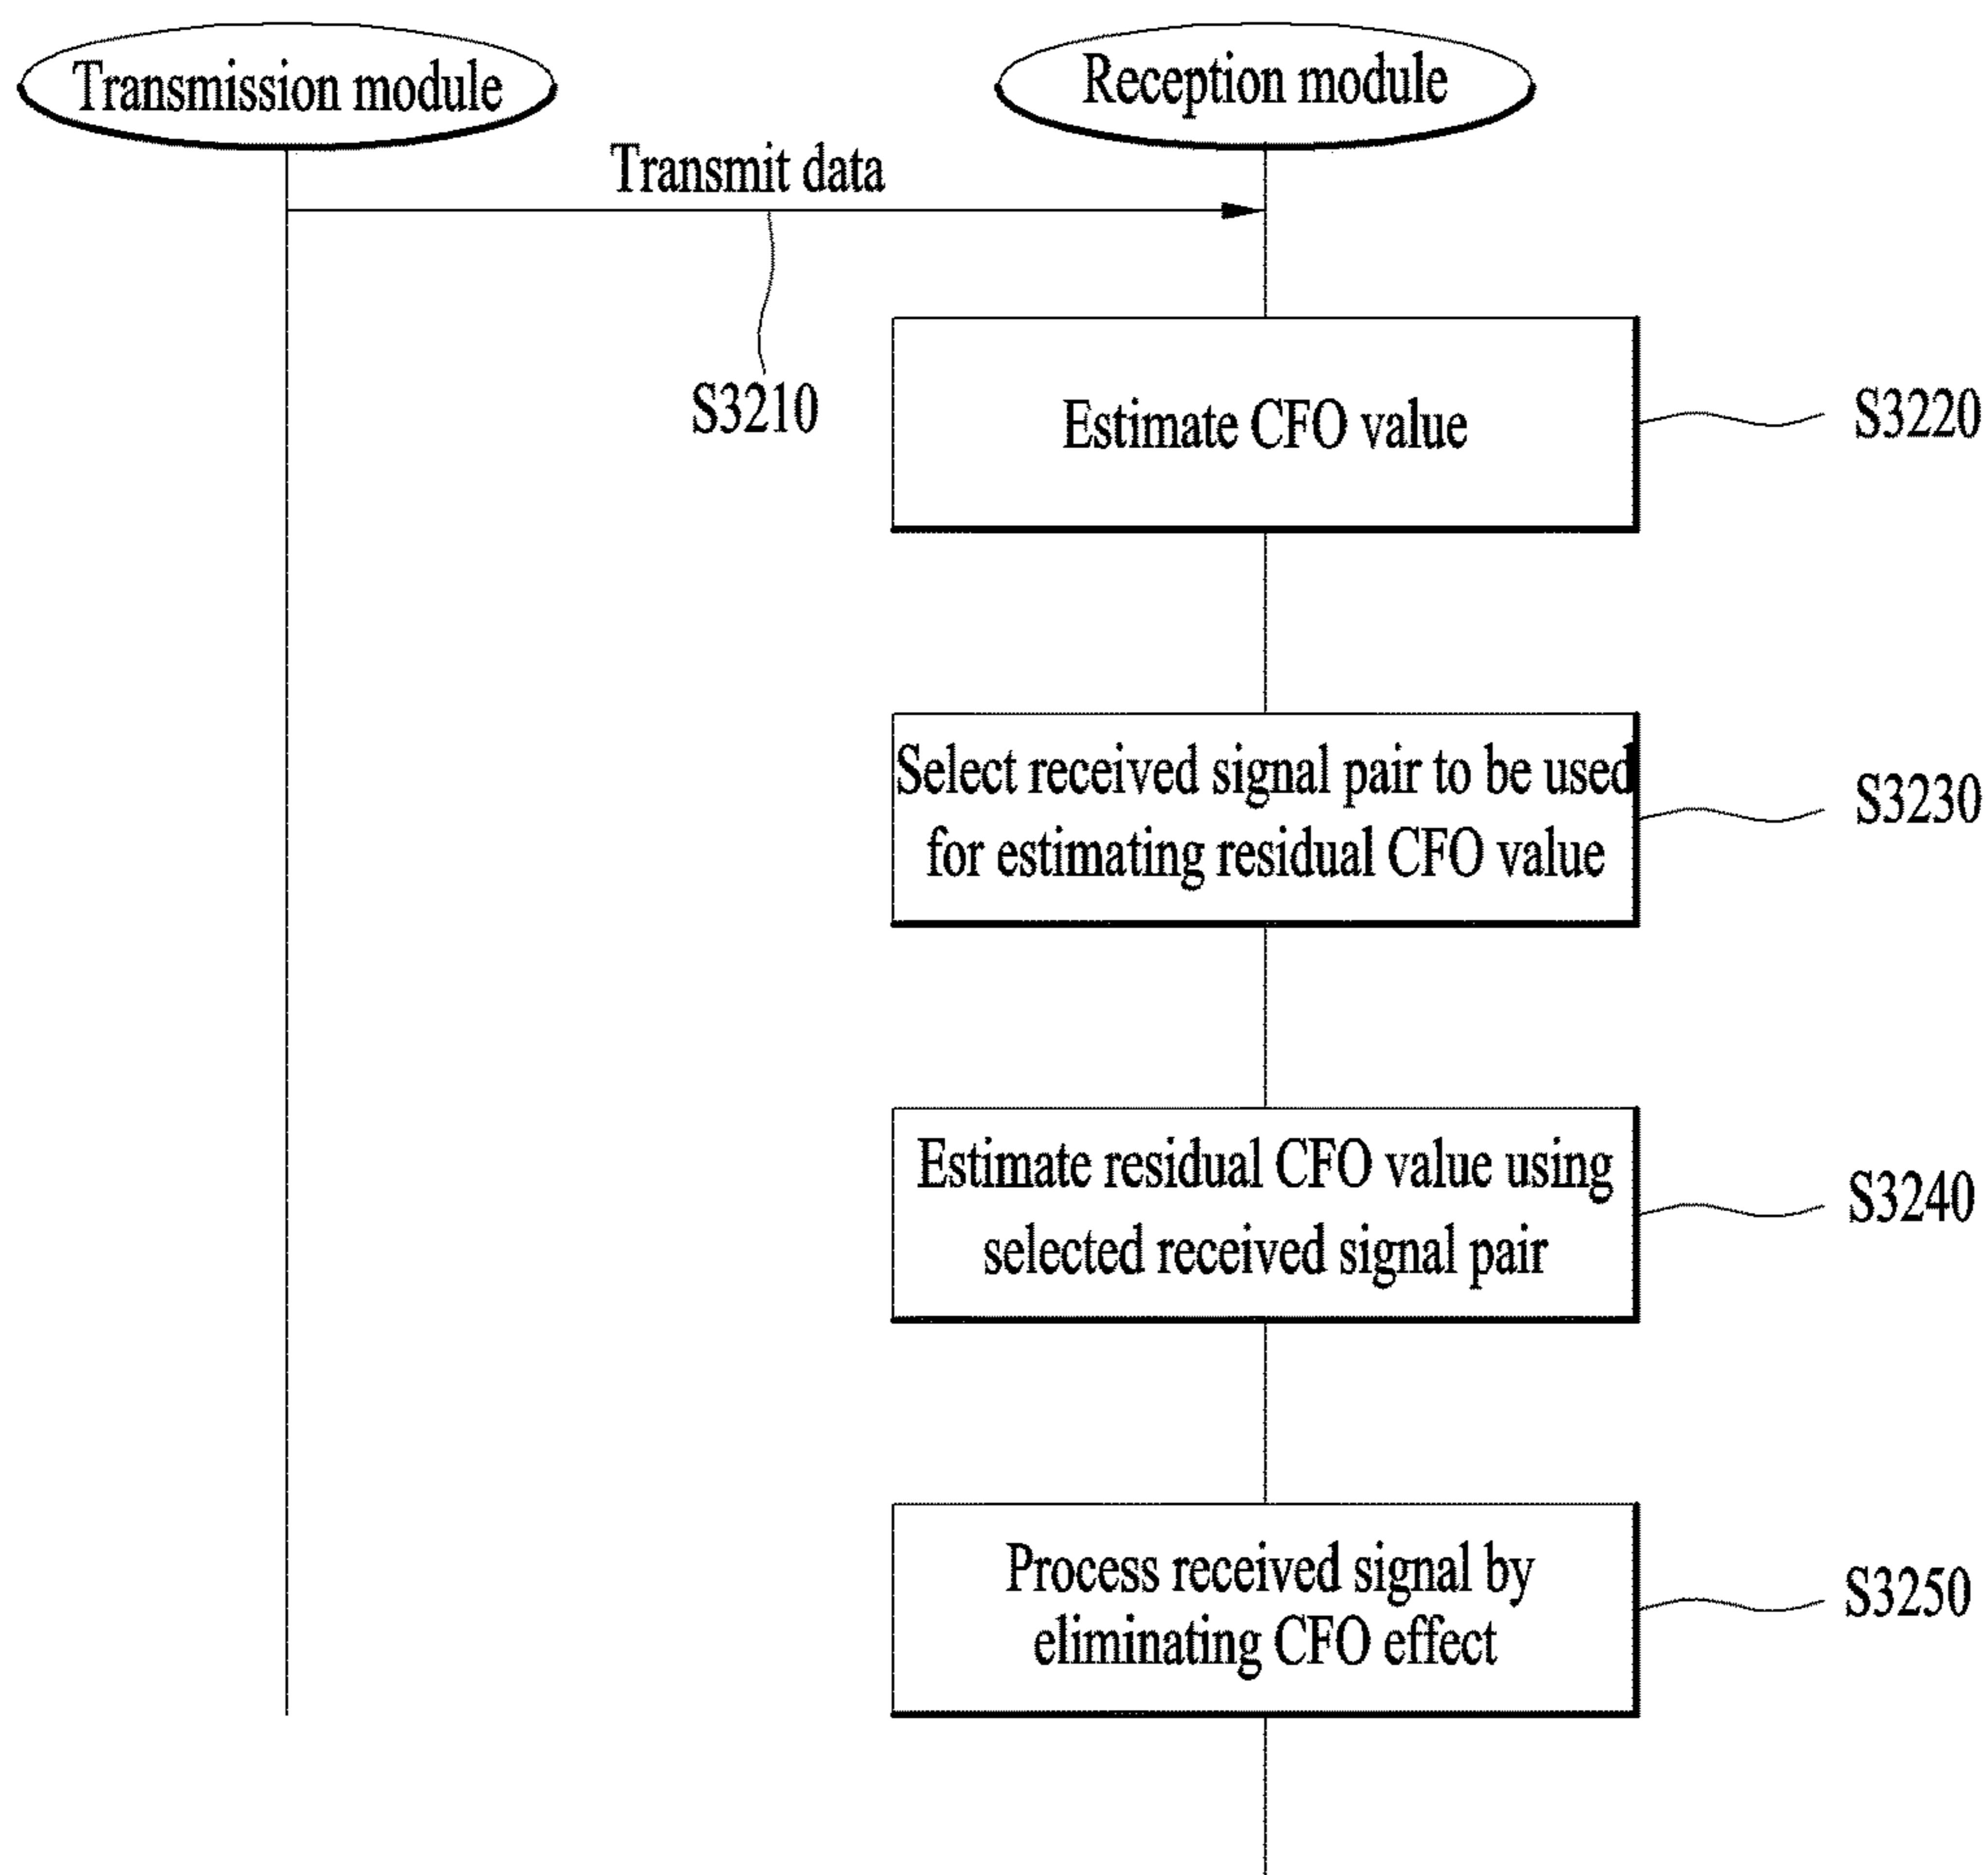 Transmission module
Reception module
Transmit data
S3210
Estimate CFO value
S3220
Select received signal pair to be used
for estimating residual CFO value
S3230
Estimate residual CFO value using
selected received signal pair
S3240
Process received signal by
eliminating CFO effect
S3250